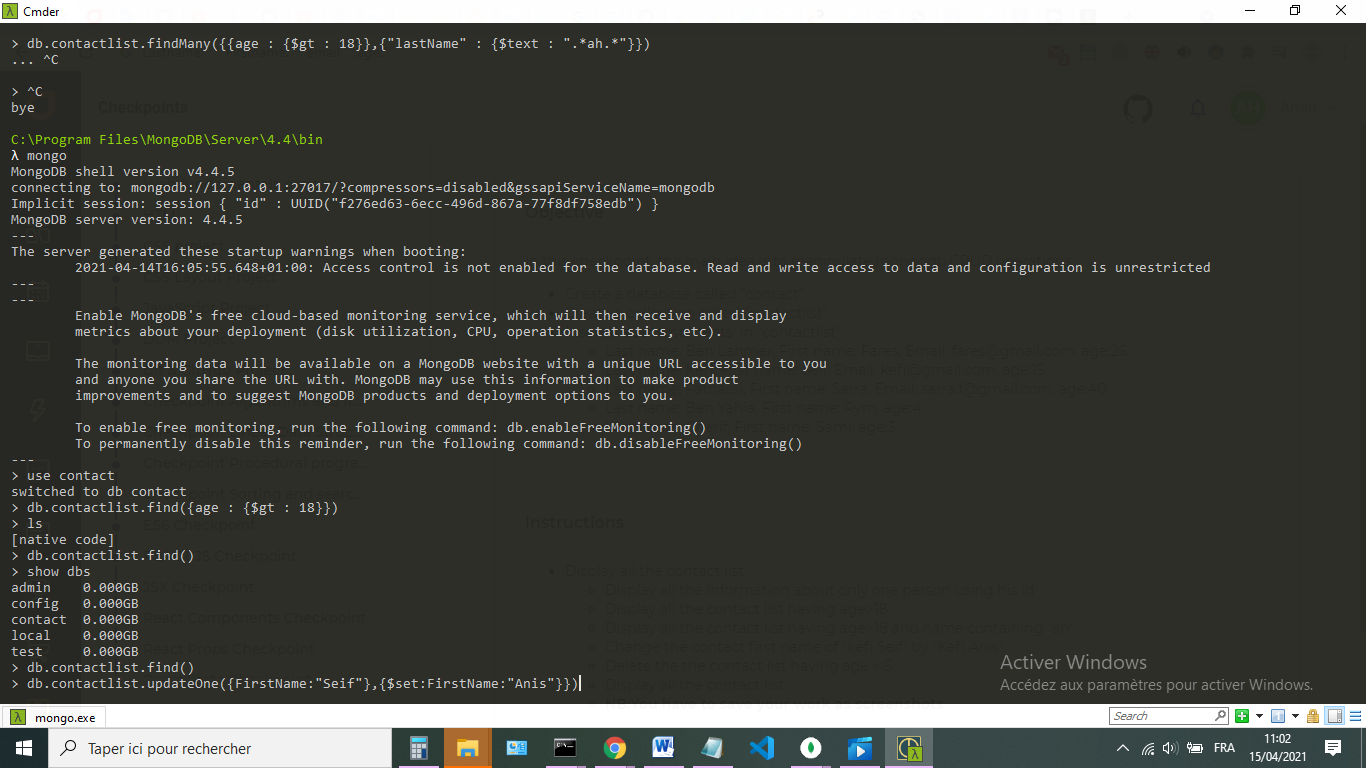 Cmder
> db.contactlist.findMany({{age : {$gt : 18}},{"lastName" : {$text : ".*ah.*"}})
... ^C
> ^C
bye
Checkpoints
C:\Program Files\MongoDB\Server\4.4\bin
λ mongo
MongoDB shell version v4.4.5
connecting to: mongodb://127.0.0.1:27017/?compressors=disabled&gssapiServiceName=mongodb
Implicit session: session { "id" : UUID("f276ed63-6ecc-496d-867a-77f8df758edb") }
Objective
MongoDB server version: 4.4.5
---
The server generated these startup warnings when booting:
2021-04-14T16:05:55.648+01:00: Access control is not enabled for the database. Read and write access to data and configuration is unrestricted
---
---
Enable MongoDB's free cloud-based monitoring service, which will then receive and display
metrics about your deployment (disk utilization, CPU, operation statistics, etc).
The monitoring data will be available on a MongoDB website with a unique URL accessible to you
and anyone you share the URL with. MongoDB may use this information to make product
improvements and to suggest MongoDB products and deployment options to you.
To enable free monitoring, run the following command: db.enableFreeMonitoring()
To permanently disable this reminder, run the following command: db.disableFreeMonitoring()
---
> use contact
switched to db contact
> db.contactlist.find({age : {$gt : 18}})
> ls
Instructions
[native code]
> db.contactlist.find()
> show dbs
admin 0.000GB
config 0.000GB
contact 0.000GB
local 0.000GB
test 0.000GB
> db.contactlist.find()
> db.contactlist.updateOne({FirstName:"Seif"},{$set:FirstName:"Anis"}})
Activer Windows
Accédez aux paramètres pour activer Windows.
mongo.exe
Search
Taper ici pour rechercher
FRA
11:02
15/04/2021